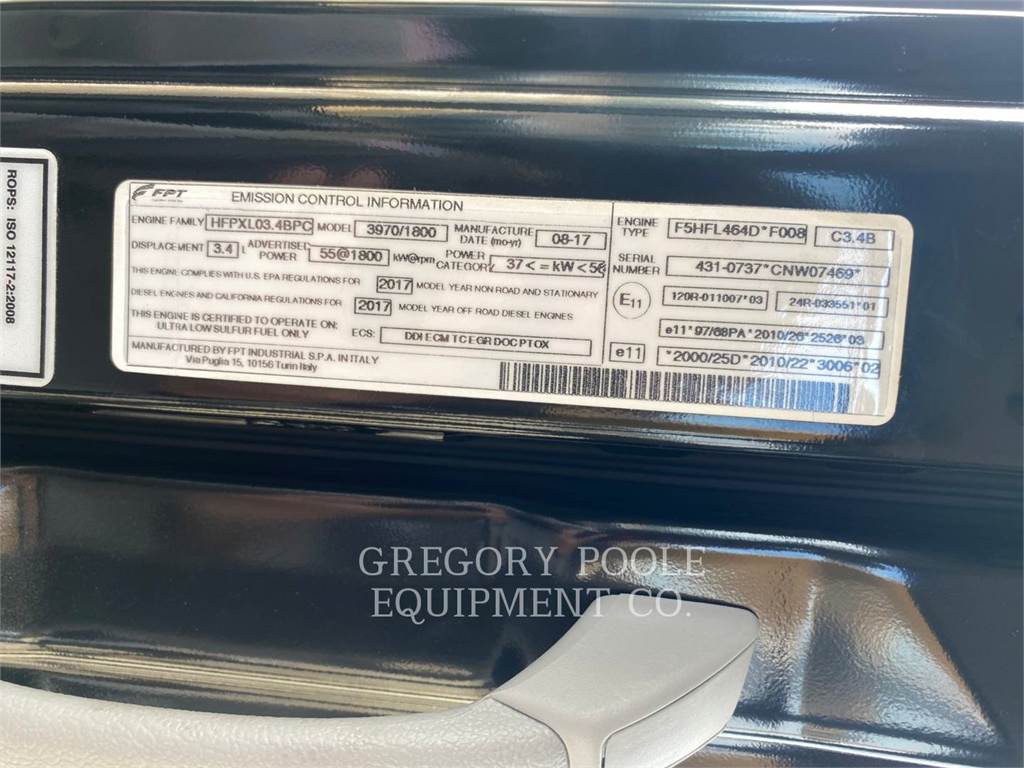 ROPS: ISO 12117-2:2008
FPT
EMISSION CONTROL INFORMATION
ENGINE FAMILY HFPXL03.4BPC MODEL 3970/1800 MANUFACTURE DATE (mo-yr) 08-17
DISPLACEMENT 3.4 L ADVERTISED POWER 55@1800 kW@rpm POWER CATEGORY 37<=kW<56
THIS ENGINE COMPLIES WITH U.S. EPA REGULATIONS FOR 2017 MODEL YEAR NON ROAD AND STATIONARY
DIESEL ENGINES AND CALIFORNIA REGULATIONS FOR 2017 MODEL YEAR OFF ROAD DIESEL ENGINES
THIS ENGINE IS CERTIFIED TO OPERATE ON:
ULTRA LOW SULFUR FUEL ONLY ECS: DDI ECM TC EGR DOC PTOX
MANUFACTURED BY FPT INDUSTRIAL S.P.A. IN ITALY
Via Puglia 15, 10156 Turin Italy
ENGINE TYPE F5HFL464D*F008 C3.4B
SERIAL NUMBER 431-0737*CNW07469*
E11 120R-011007*03 24R-033551*01
e11*97/68PA*2010/26*2526*03
e11 *2000/25D*2010/22*3006*02
GREGORY POOLE
EQUIPMENT CO.